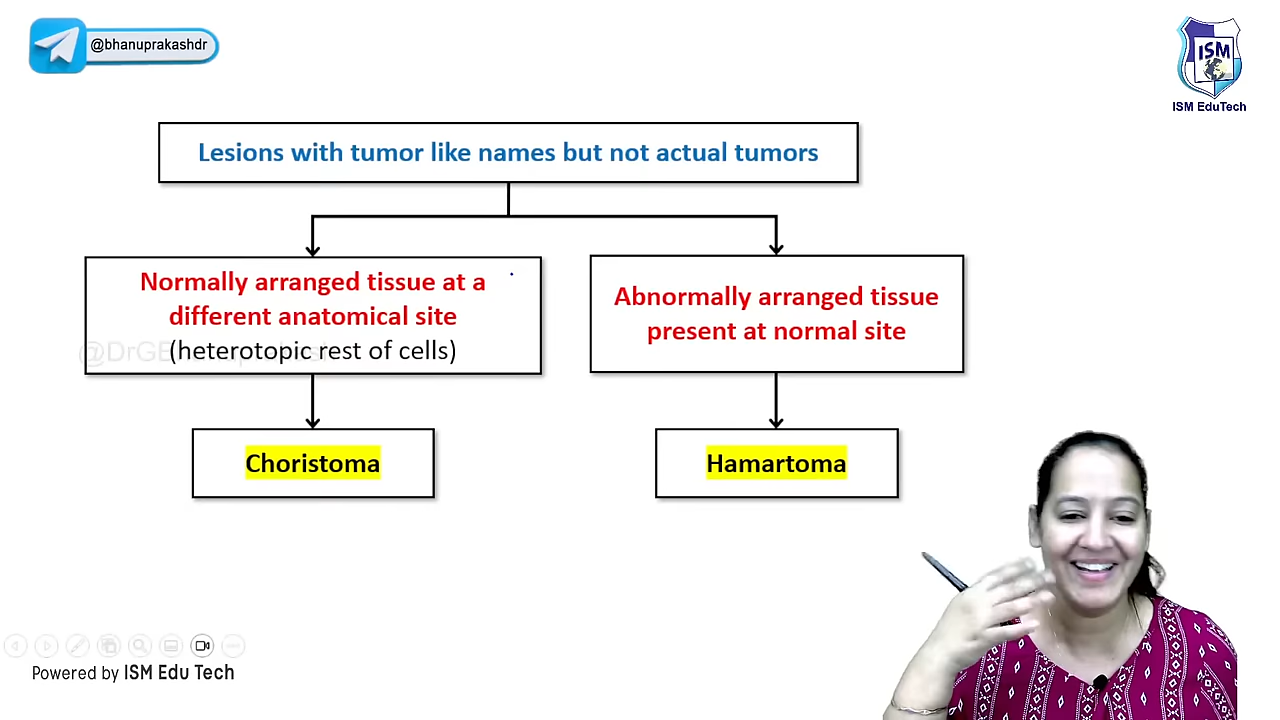 @bhanuprakashdr
ISM
ISM EduTech
Lesions with tumor like names but not actual tumors
Normally arranged tissue at a
different anatomical site
(heterotopic rest of cells)
Abnormally arranged tissue
present at normal site
Choristoma
Hamartoma
Powered by ISM Edu Tech